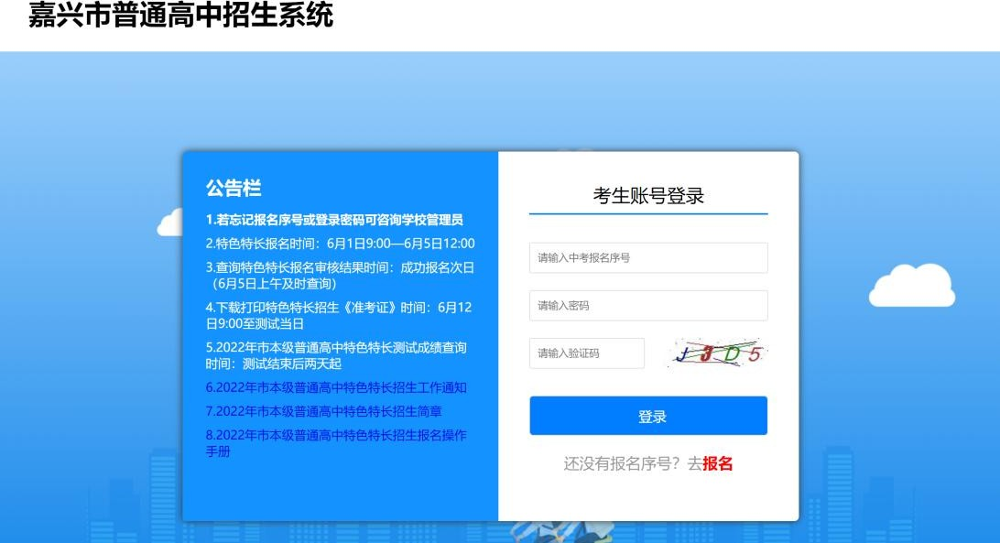 嘉兴市普通高中招生系统
公告栏
1.若忘记报名序号或登录密码可咨询学校管理员
2.特色特长报名时间：6月1日9:00—6月5日12:00
3.查询特色特长报名审核结果时间：成功报名次日
（6月5日上午及时查询）
4.下载打印特色特长招生《准考证》时间：6月12
日9:00至测试当日
5.2022年市本级普通高中特色特长测试成绩查询
时间：测试结束后两天起
6.2022年市本级普通高中特色特长招生工作通知
7.2022年市本级普通高中特色特长招生简章
8.2022年市本级普通高中特色特长招生报名操作
手册
考生账号登录
请输入中考报名序号
请输入密码
请输入验证码
J3D5
登录
还没有报名序号？去报名